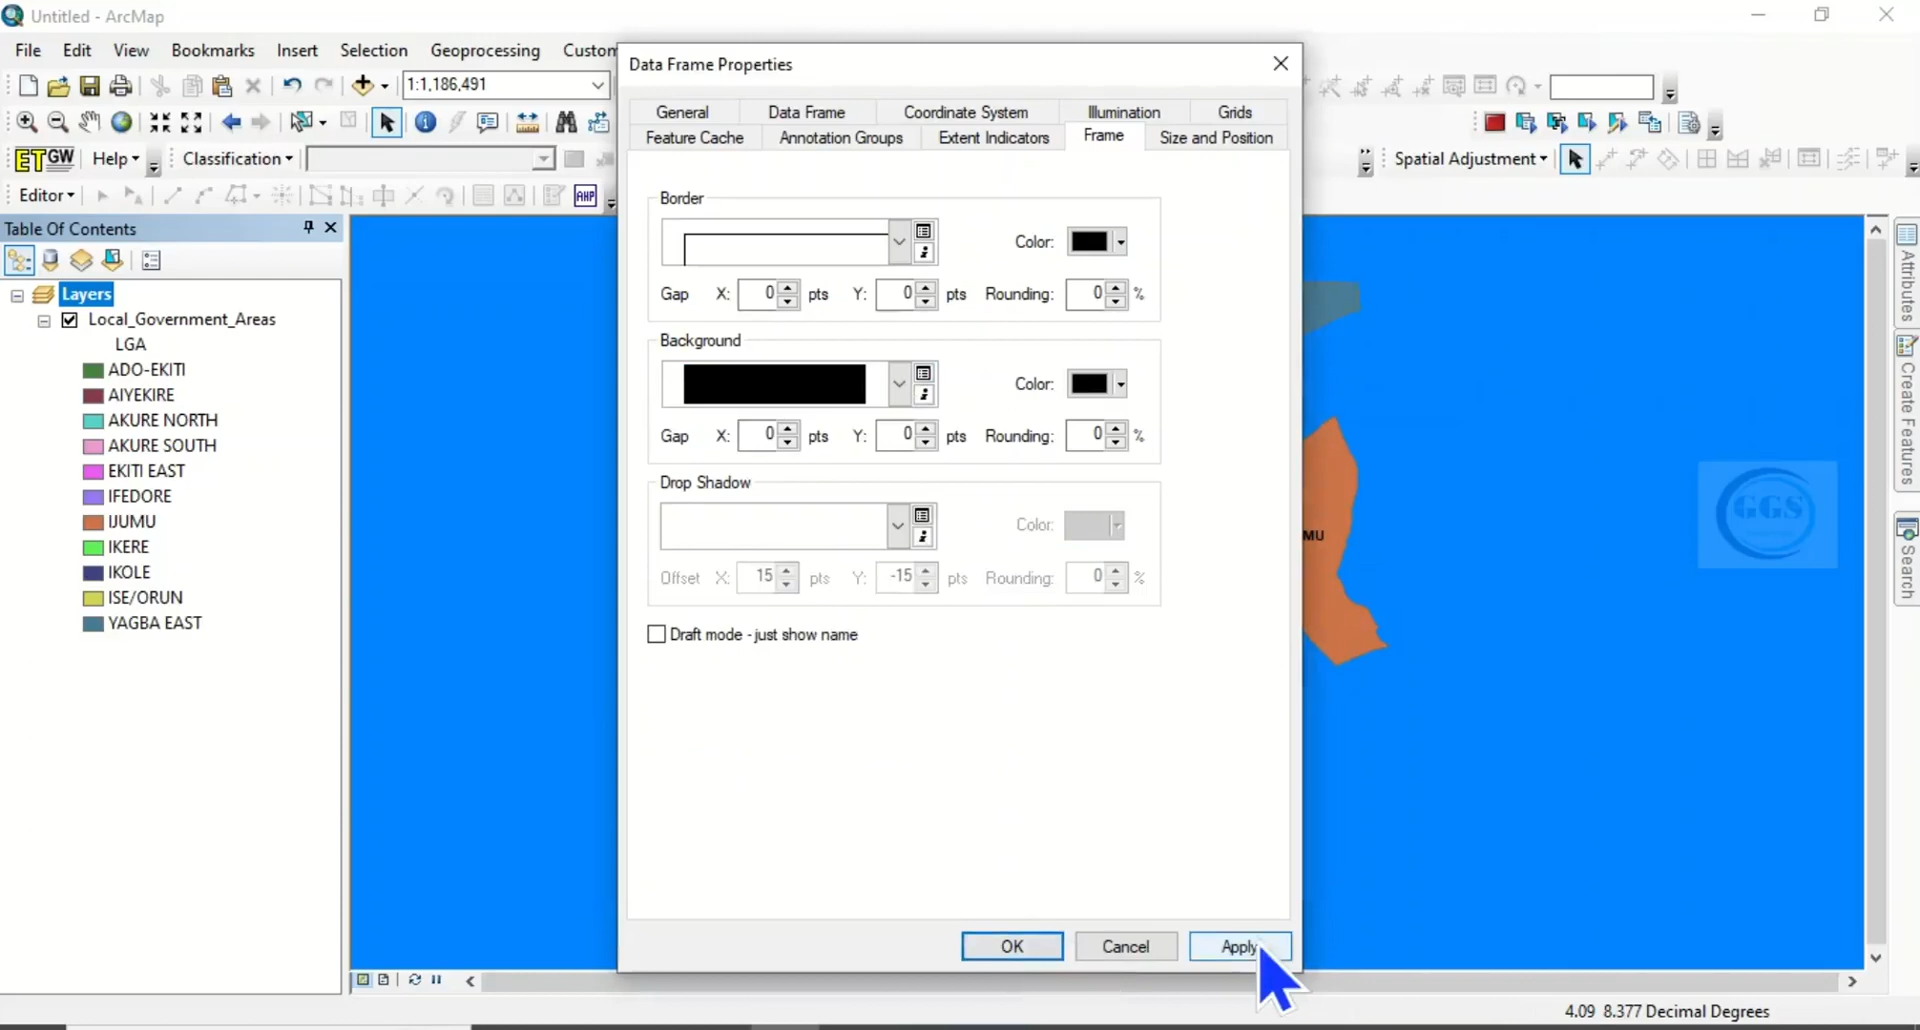 Untitled - ArcMap
File Edit View Bookmarks Insert Selection Geoprocessing Custom
1:1,186,491
ETGW Help Classification
Spatial Adjustment
Editor AHP
Table Of Contents
Layers
Local_Government_Areas
LGA
ADO-EKITI
AIYEKIRE
AKURE NORTH
AKURE SOUTH
EKITI EAST
IFEDORE
IJUMU
IKERE
IKOLE
ISE/ORUN
YAGBA EAST
Data Frame Properties
General Data Frame Coordinate System Illumination Grids
Feature Cache Annotation Groups Extent Indicators Frame Size and Position
Border
Color:
Gap X: 0 pts Y: 0 pts Rounding: 0 %
Background
Color:
Gap X: 0 pts Y: 0 pts Rounding: 0 %
Drop Shadow
Color:
Offset X: 15 pts Y: -15 pts Rounding: 0 %
Draft mode - just show name
OK Cancel Apply
MU
GGS
Attributes
Create Features
Search
4.09 8.377 Decimal Degrees